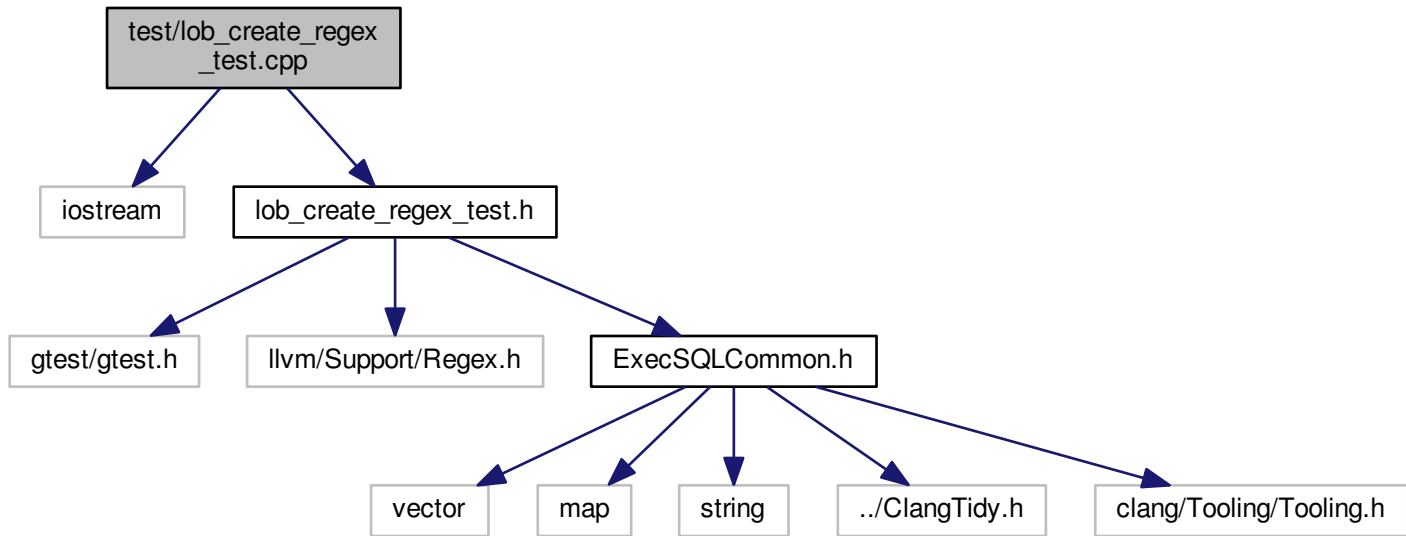 test/lob_create_regex
_test.cpp
iostream
lob_create_regex_test.h
gtest/gtest.h
llvm/Support/Regex.h
ExecSQLCommon.h
vector
map
string
../ClangTidy.h
clang/Tooling/Tooling.h